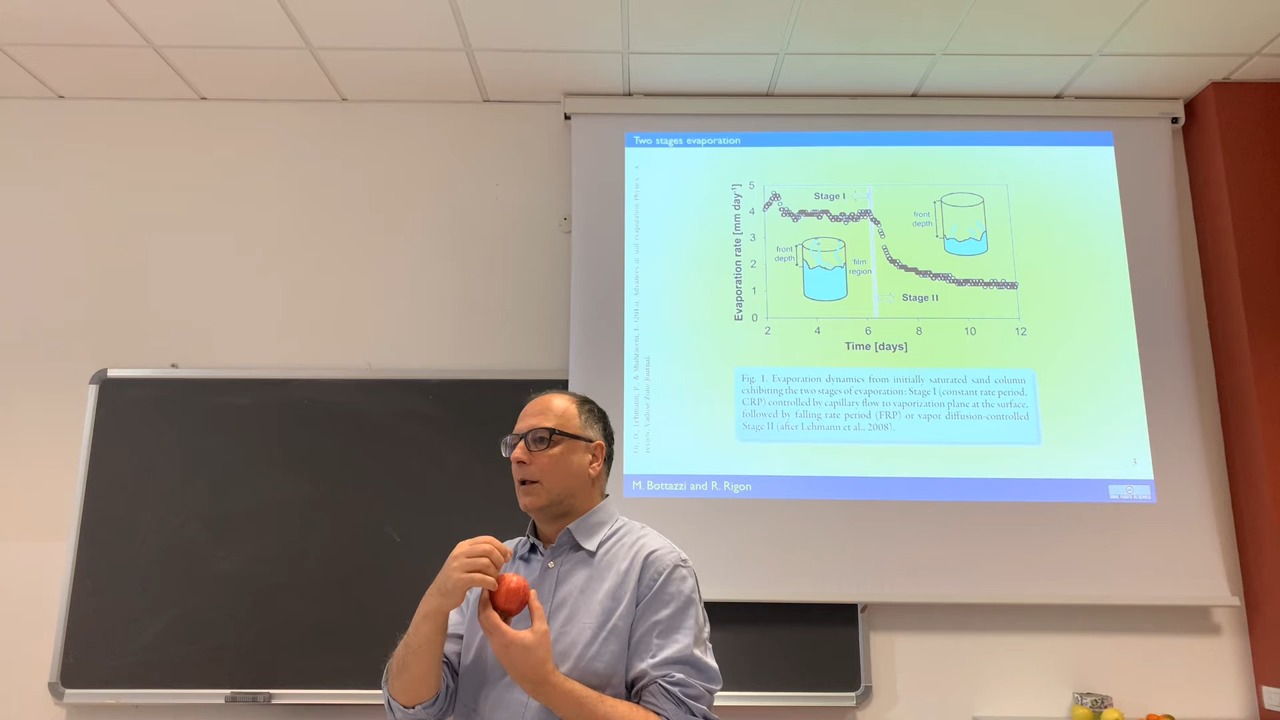 Two stages evaporation
5
4
3
2
1
0
Evaporation rate [mm day⁻¹]
Stage I
front
depth
film
region
front
depth
Stage II
2
4
6
8
10
12
Time [days]
Fig. 1. Evaporation dynamics from initially saturated sand column
exhibiting the two stages of evaporation: Stage I (constant rate period,
CRP) controlled by capillary flow to vaporization plane at the surface,
followed by falling rate period (FRP) or vapor diffusion-controlled
Stage II (after Lehmann et al., 2008).
review. Vadose Zone Journal.
M. Bottazzi and R. Rigon